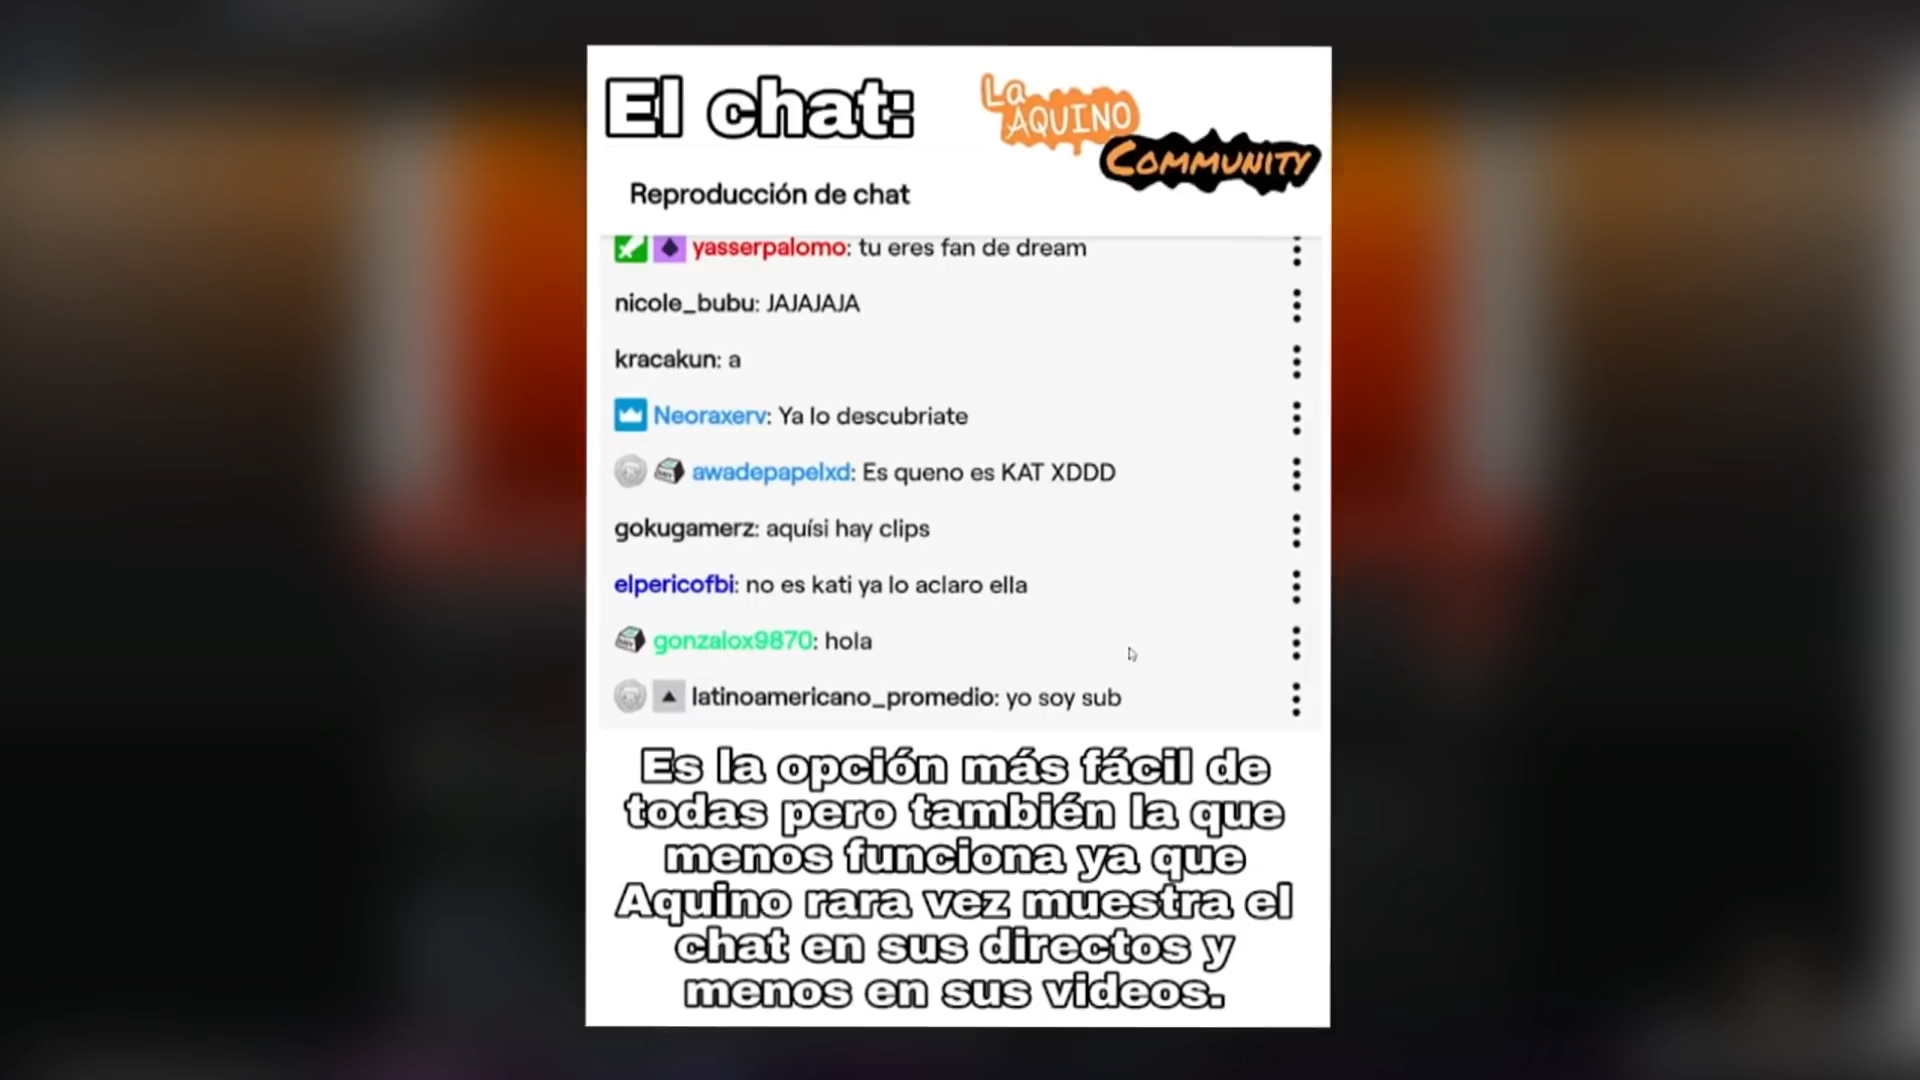 El chat:
La
AQUINO
COMMUNITY
Reproducción de chat
yasserpalomo: tu eres fan de dream
nicole_bubu: JAJAJAJA
kracakun: a
Neoraxerv: Ya lo descubriate
awadepapelxd: Es queno es KAT XDDD
gokugamerz: aquísi hay clips
elpericofbi: no es kati ya lo aclaro ella
gonzalox9870: hola
latinoamericano_promedio: yo soy sub
Es la opción más fácil de
todas pero también la que
menos funciona ya que
Aquino rara vez muestra el
chat en sus directos y
menos en sus videos.